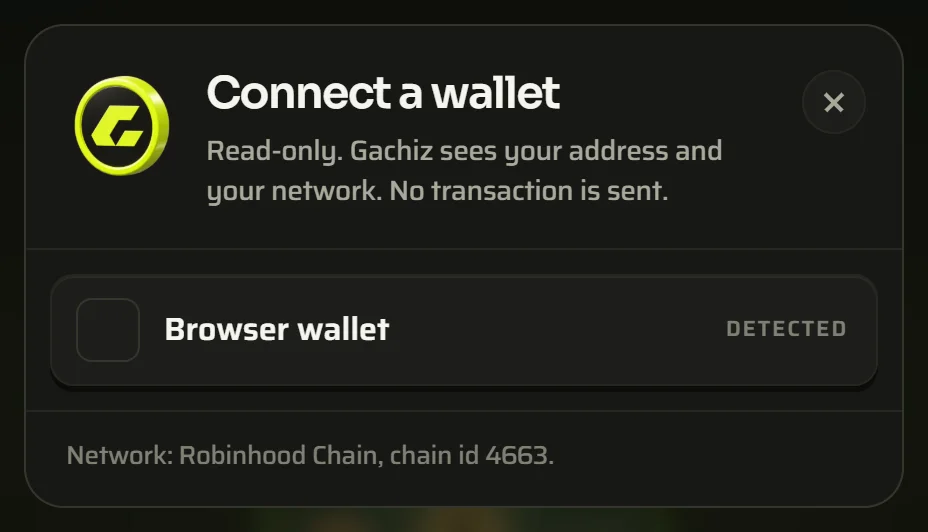 Connect a wallet
Read-only. Gachiz sees your address and
your network. No transaction is sent.
Browser wallet
DETECTED
Network: Robinhood Chain, chain id 4663.